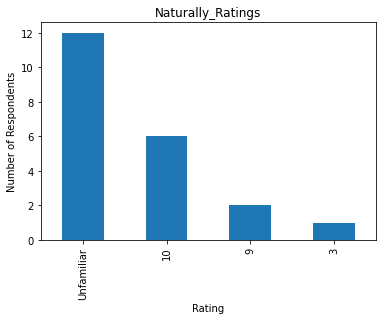 Naturally_Ratings
Number of Respondents
12
10
8
6
4
2
0
Unfamiliar
10
9
3
Rating